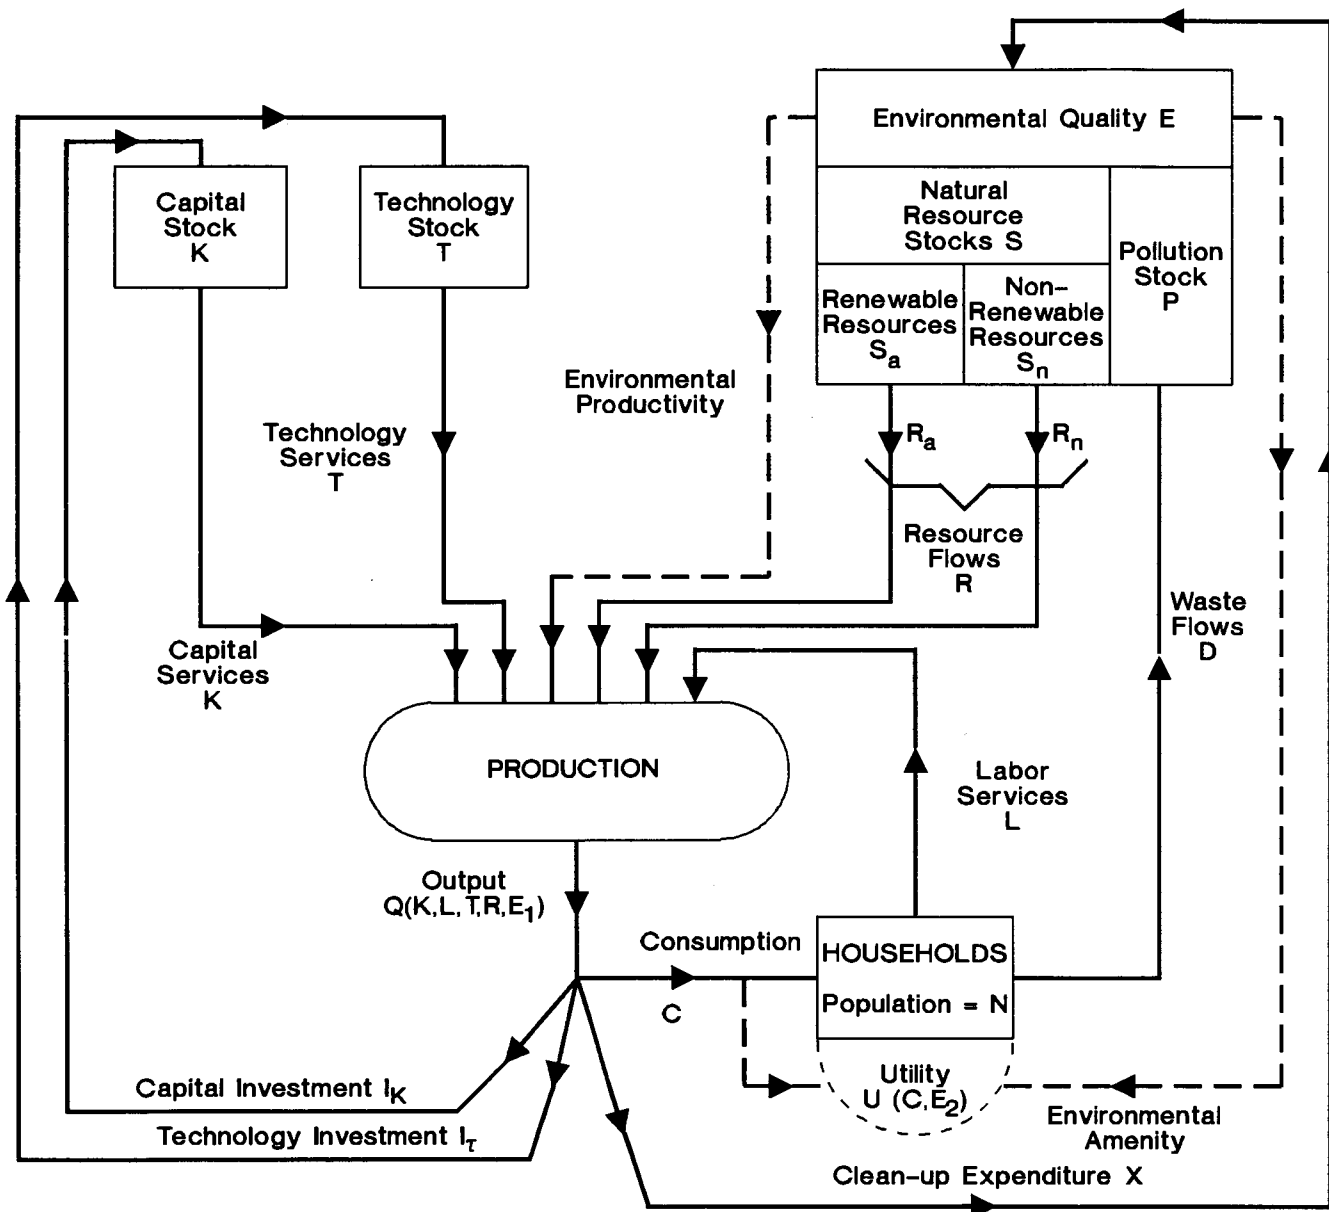 Environmental Quality E
Capital
Stock
K
Technology
Stock
T
Natural
Resource
Stocks S
Pollution
Stock
P
Renewable
Resources
Sₐ
Non-
Renewable
Resources
Sₙ
Environmental
Productivity
Technology
Services
T
Rₐ
Rₙ
Resource
Flows
R
Waste
Flows
D
Capital
Services
K
PRODUCTION
Labor
Services
L
Output
Q(K,L,T,R,E₁)
Consumption
C
HOUSEHOLDS
Population = N
Utility
U (C,E₂)
Capital Investment I_K
Technology Investment I_τ
Environmental
Amenity
Clean-up Expenditure X